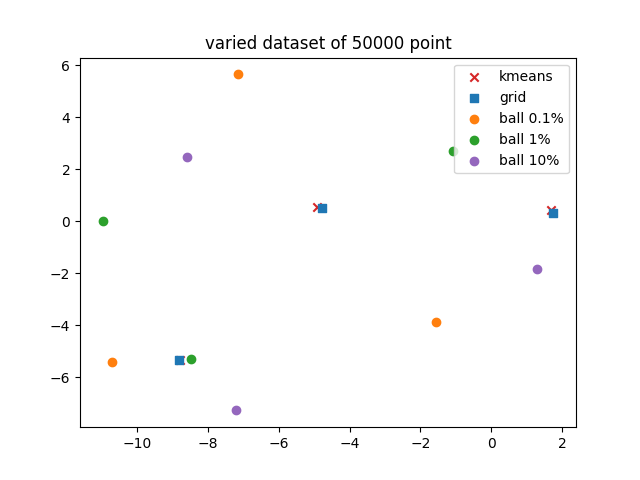 varied dataset of 50000 point
kmeans
grid
ball 0.1%
ball 1%
ball 10%
6
4
2
0
−2
−4
−6
−10
−8
−6
−4
−2
0
2